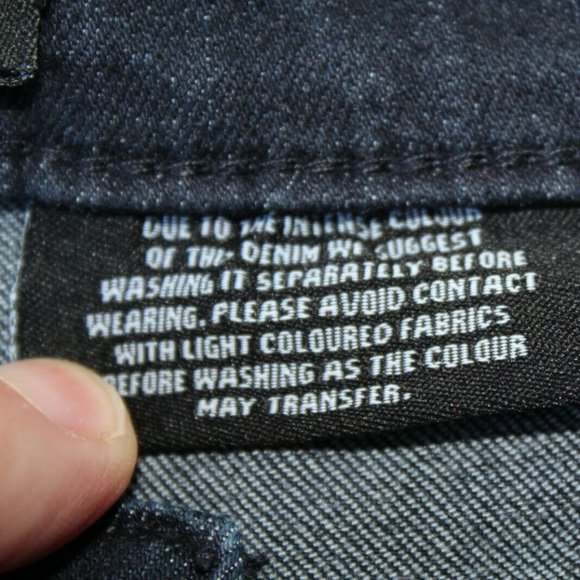 DUE TO THE INTENSE COLOUR
OF THIS DENIM WE SUGGEST
WASHING IT SEPARATELY BEFORE
WEARING. PLEASE AVOID CONTACT
WITH LIGHT COLOURED FABRICS
BEFORE WASHING AS THE COLOUR
MAY TRANSFER.